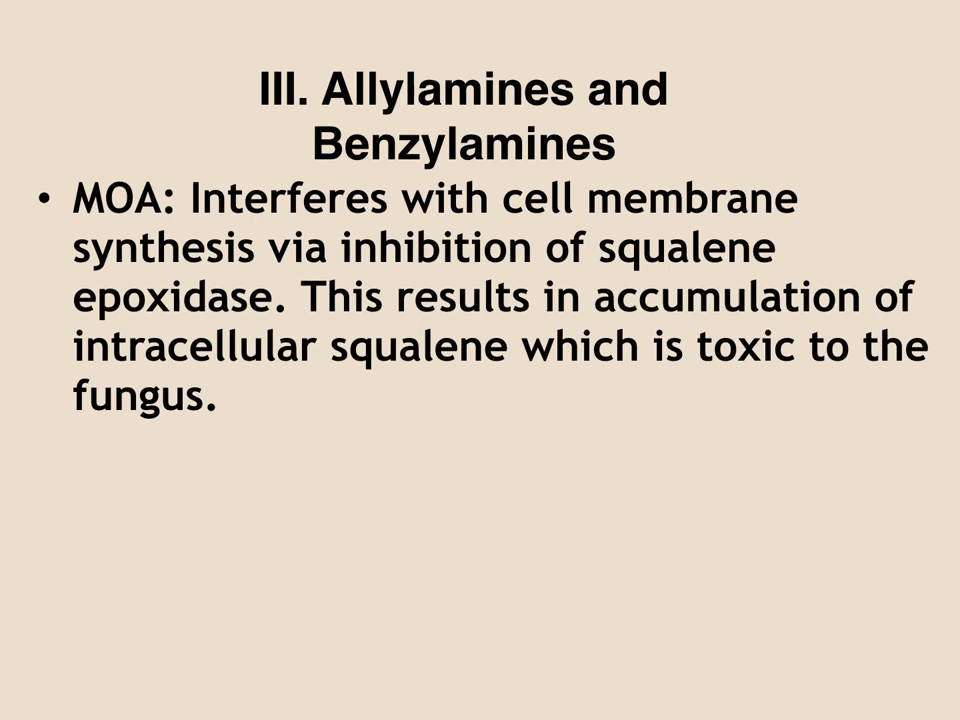 III. Allylamines and
Benzylamines
• MOA: Interferes with cell membrane
synthesis via inhibition of squalene
epoxidase. This results in accumulation of
intracellular squalene which is toxic to the
fungus.